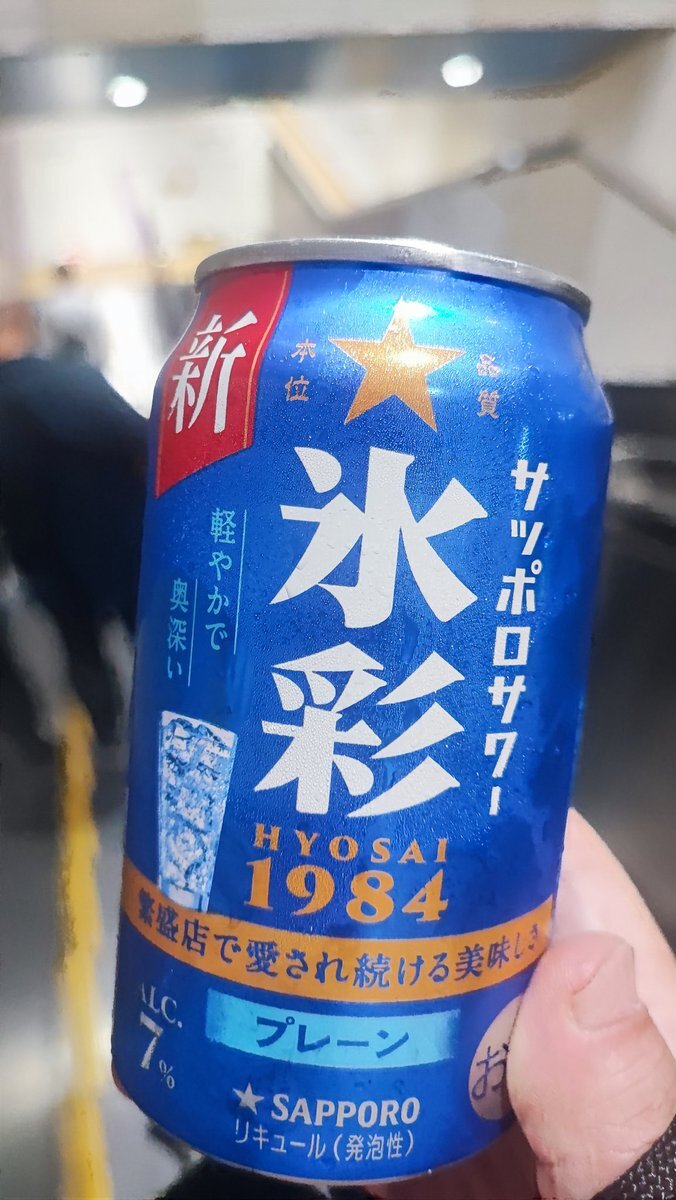 新
本位
品質
サッポロサワー
氷彩
軽やかで
奥深い
HYOSAI
1984
繁盛店で愛され続ける美味しさ
ALC.
7%
プレーン
お
SAPPORO
リキュール(発泡性)